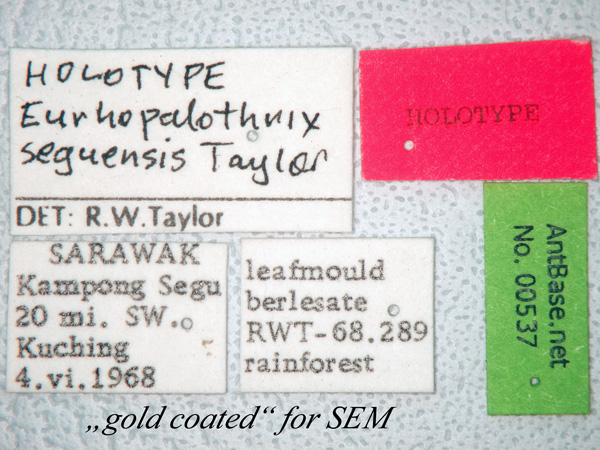 HOLOTYPE
Eurhopalothrix
seguensis Taylor
DET: R.W.Taylor
HOLOTYPE
SARAWAK
Kampong Segu
20 mi. SW.
Kuching
4.vi.1968
leafmould
berlesate
RWT-68.289
rainforest
AntBase.net
No. 00537
„gold coated“ for SEM